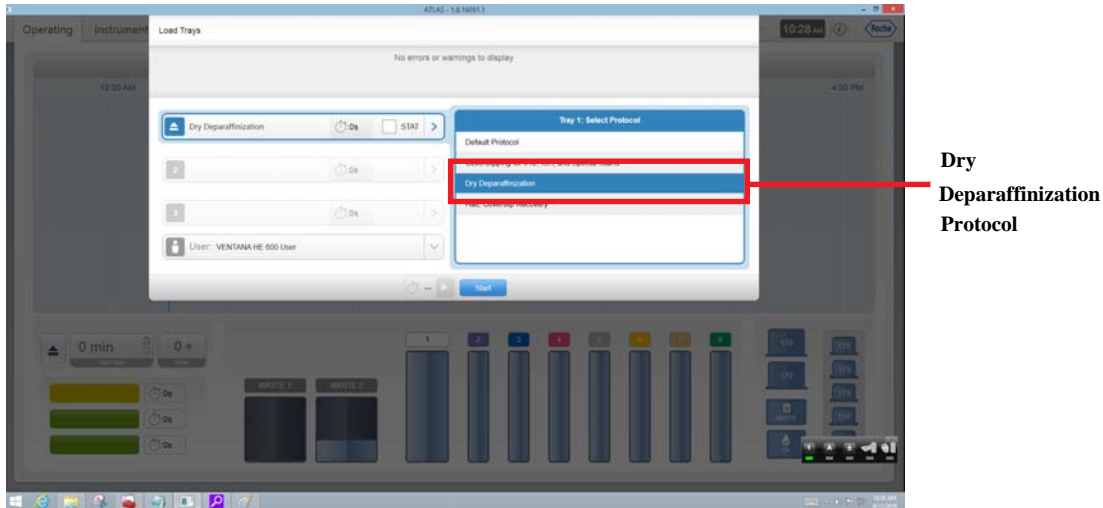 ATLAS - 1.8.16091.1
Operating
Instrument
Load Trays
10:28 AM
Roche
No errors or warnings to display
10:00 AM
4:00 PM
Dry Deparaffinization
:0s
STAT
Tray 1: Select Protocol
Default Protocol
Dry Deparaffinization
2
:0s
3
:0s
User: VENTANA HE 600 User
Start
Dry
Deparaffinization
Protocol
0 min
0
1
2
3
4
5
6
7
8
WASTE 1
WASTE 2
:0s
:0s
:0s